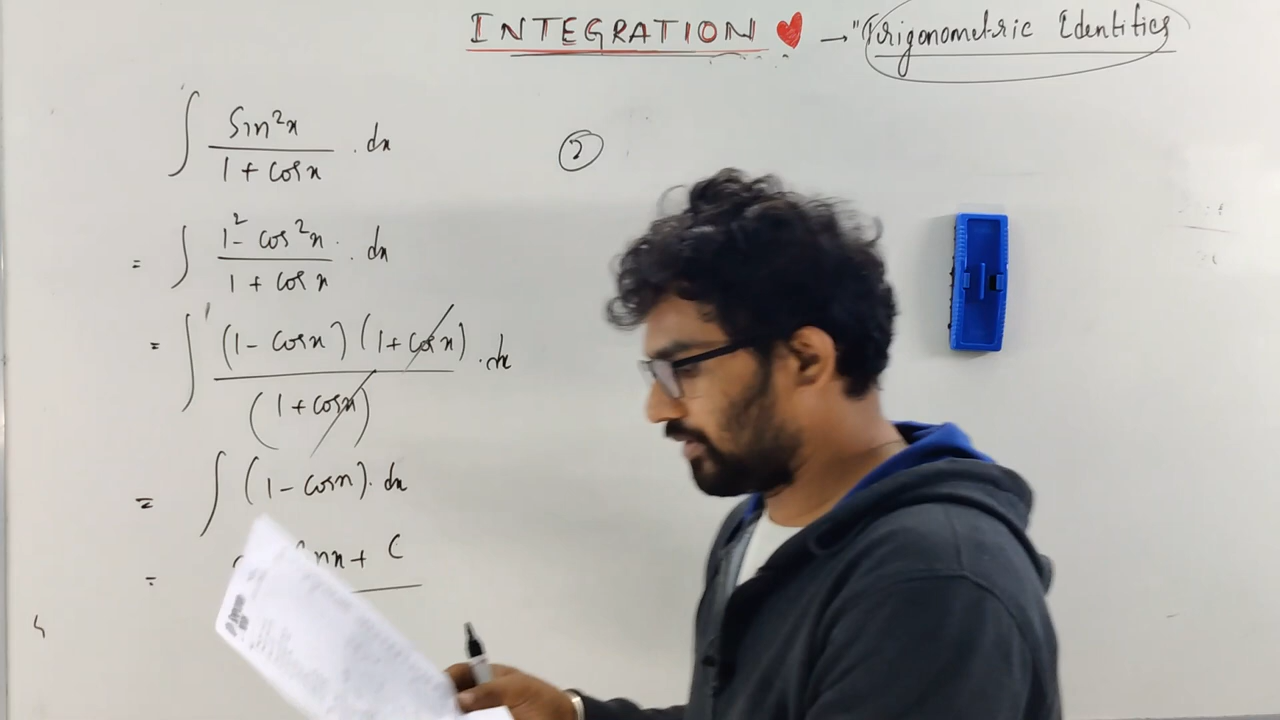 INTEGRATION ❤ → "Trigonometric Identities
∫ Sin²x / 1 + cosx . dx
= ∫ 1² - cos²x / 1 + cosx . dx
= ∫ (1 - cosx) (1 + cosx) / (1 + cosx) . dx
= ∫ (1 - cosx) . dx
= + C
②